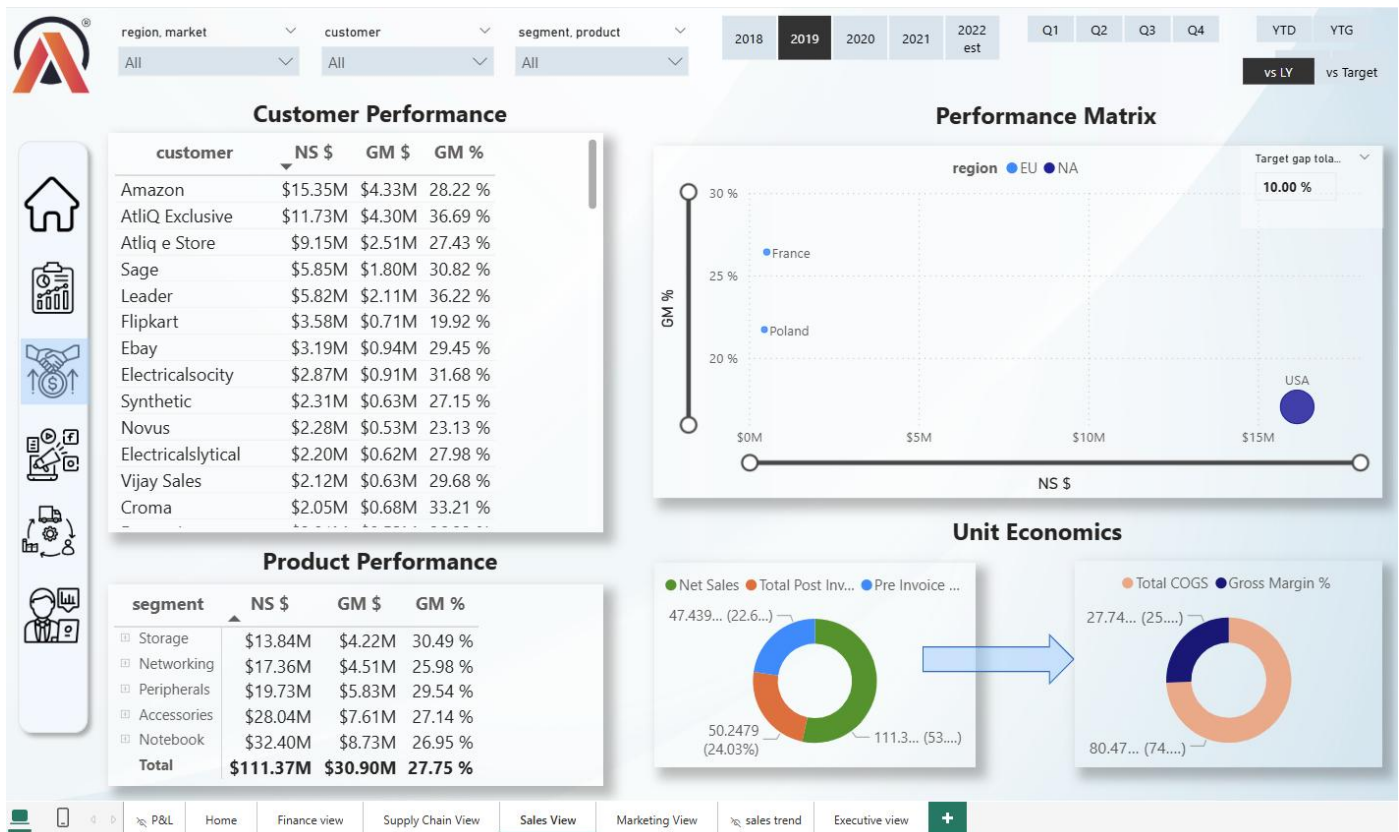 ®
region, market
customer
segment, product
All
All
All
2018
2019
2020
2021
2022 est
Q1
Q2
Q3
Q4
YTD
YTG
vs LY
vs Target
Customer Performance
customer NS $ GM $ GM %
Amazon $15.35M $4.33M 28.22 %
AtliQ Exclusive $11.73M $4.30M 36.69 %
Atliq e Store $9.15M $2.51M 27.43 %
Sage $5.85M $1.80M 30.82 %
Leader $5.82M $2.11M 36.22 %
Flipkart $3.58M $0.71M 19.92 %
Ebay $3.19M $0.94M 29.45 %
Electricalsocity $2.87M $0.91M 31.68 %
Synthetic $2.31M $0.63M 27.15 %
Novus $2.28M $0.53M 23.13 %
Electricalslytical $2.20M $0.62M 27.98 %
Vijay Sales $2.12M $0.63M 29.68 %
Croma $2.05M $0.68M 33.21 %
Performance Matrix
region EU NA
Target gap tola...
10.00 %
30 %
France
25 %
GM %
Poland
20 %
USA
$0M $5M $10M $15M
NS $
Product Performance
segment NS $ GM $ GM %
Storage $13.84M $4.22M 30.49 %
Networking $17.36M $4.51M 25.98 %
Peripherals $19.73M $5.83M 29.54 %
Accessories $28.04M $7.61M 27.14 %
Notebook $32.40M $8.73M 26.95 %
Total $111.37M $30.90M 27.75 %
Unit Economics
Net Sales Total Post Inv... Pre Invoice ...
47.439... (22.6...)
50.2479
(24.03%)
111.3... (53....)
Total COGS Gross Margin %
27.74... (25....)
80.47... (74....)
P&L
Home
Finance view
Supply Chain View
Sales View
Marketing View
sales trend
Executive view
+